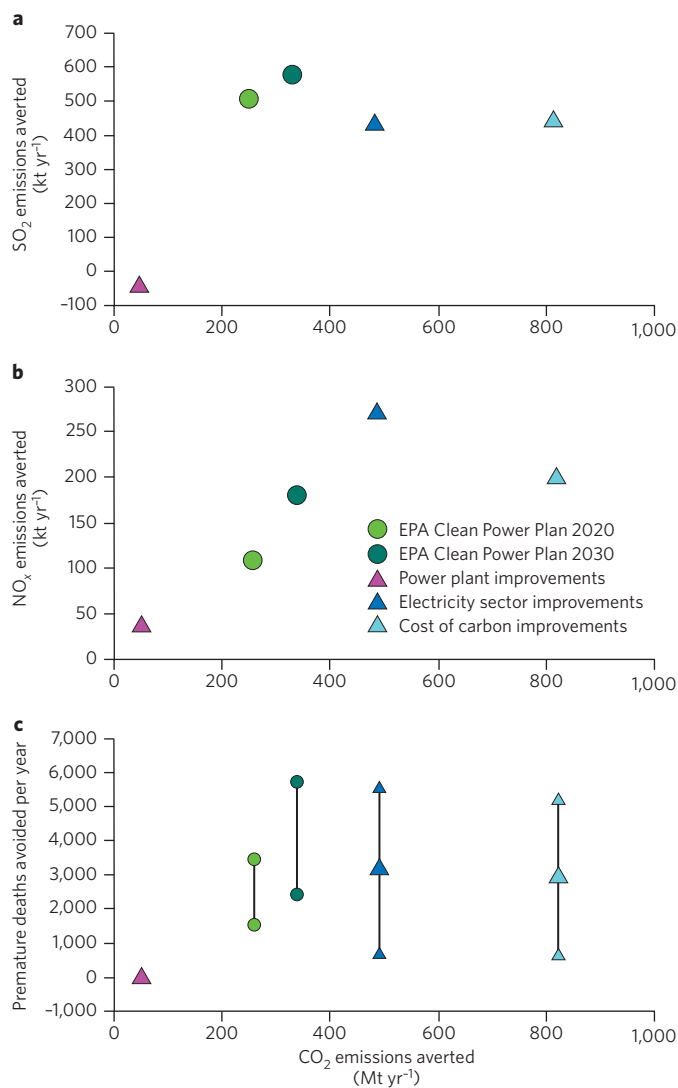 a
SO2 emissions averted
(kt yr–1)
700
600
500
400
300
200
100
0
-100
0 200 400 600 800 1,000
b
NOx emissions averted
(kt yr–1)
300
250
200
150
100
50
0
EPA Clean Power Plan 2020
EPA Clean Power Plan 2030
Power plant improvements
Electricity sector improvements
Cost of carbon improvements
0 200 400 600 800 1,000
c
Premature deaths avoided per year
7,000
6,000
5,000
4,000
3,000
2,000
1,000
0
-1,000
0 200 400 600 800 1,000
CO2 emissions averted
(Mt yr–1)